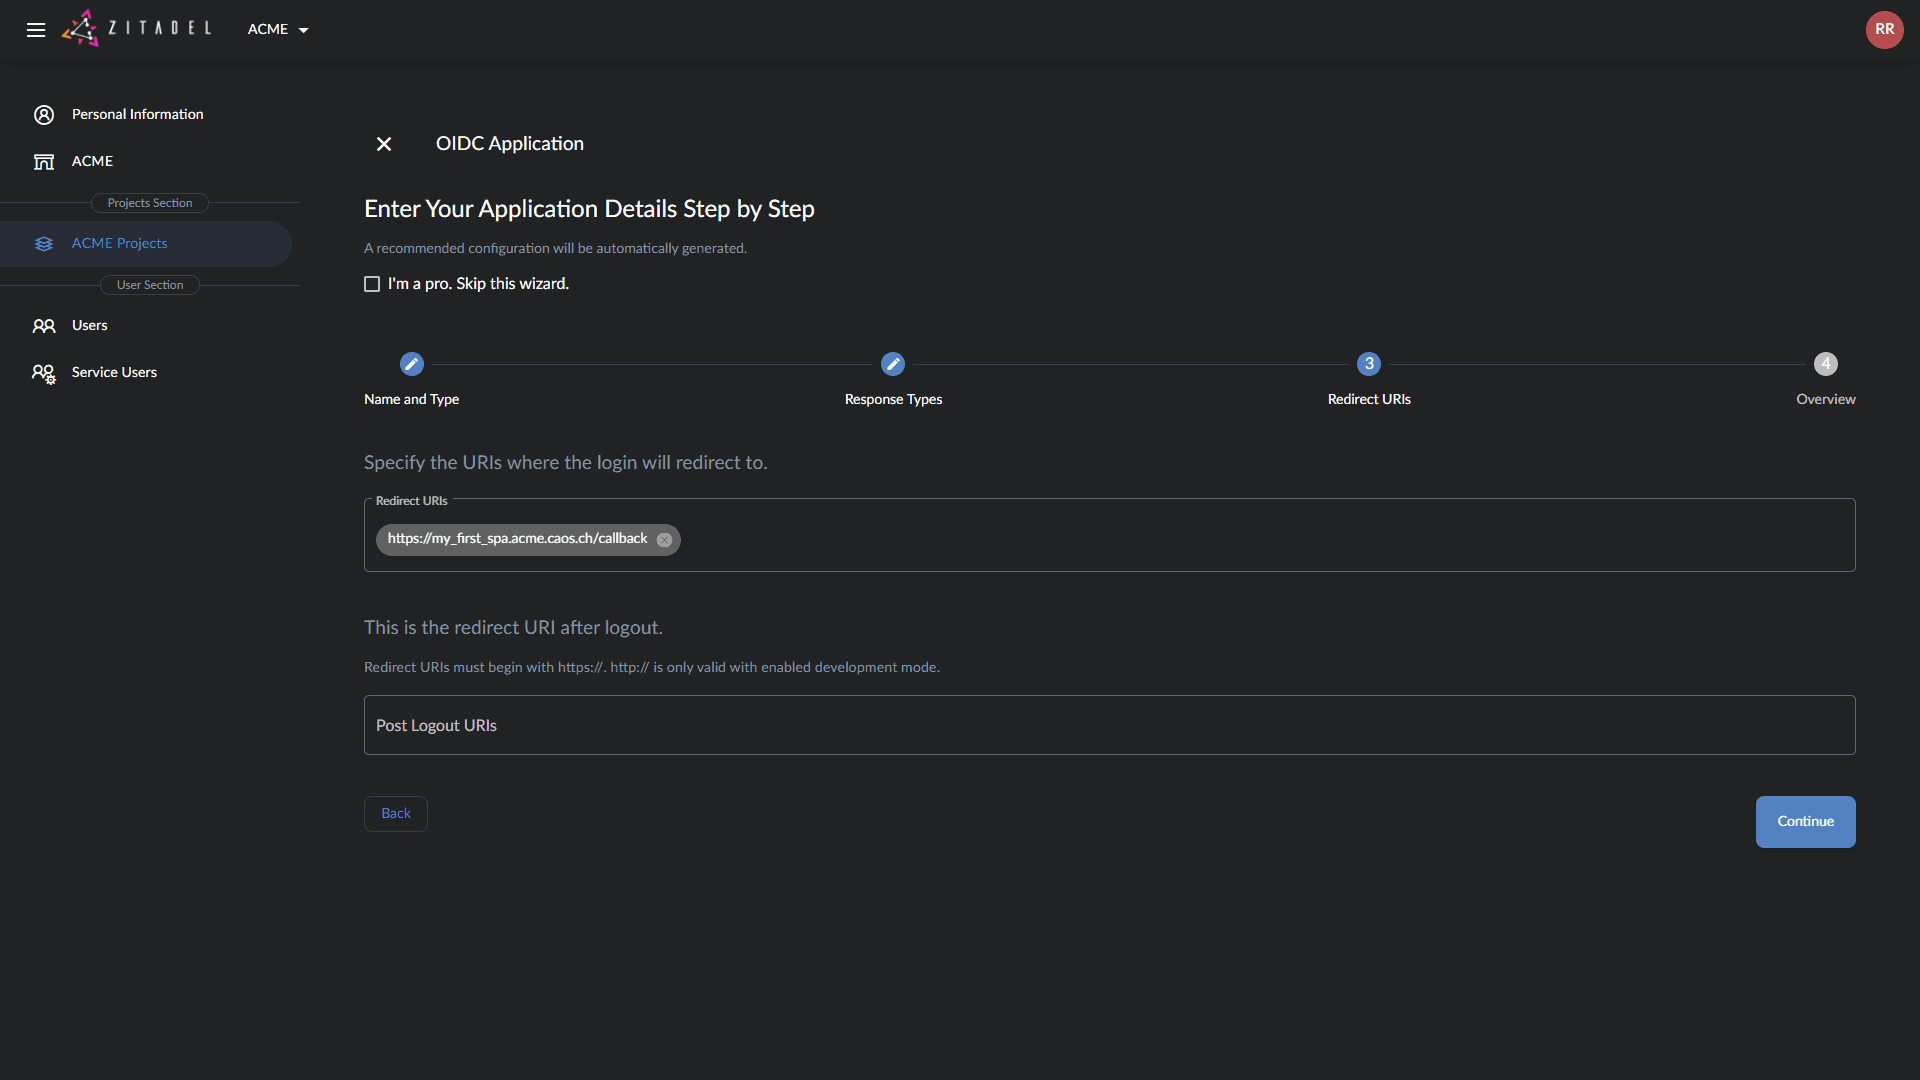 ZITADEL
ACME
RR
Personal Information
ACME
Projects Section
ACME Projects
User Section
Users
Service Users
OIDC Application
Enter Your Application Details Step by Step
A recommended configuration will be automatically generated.
I'm a pro. Skip this wizard.
3
4
Name and Type
Response Types
Redirect URIs
Overview
Specify the URIs where the login will redirect to.
Redirect URIs
https://my_first_spa.acme.caos.ch/callback
This is the redirect URI after logout.
Redirect URIs must begin with https://. http:// is only valid with enabled development mode.
Post Logout URIs
Back
Continue